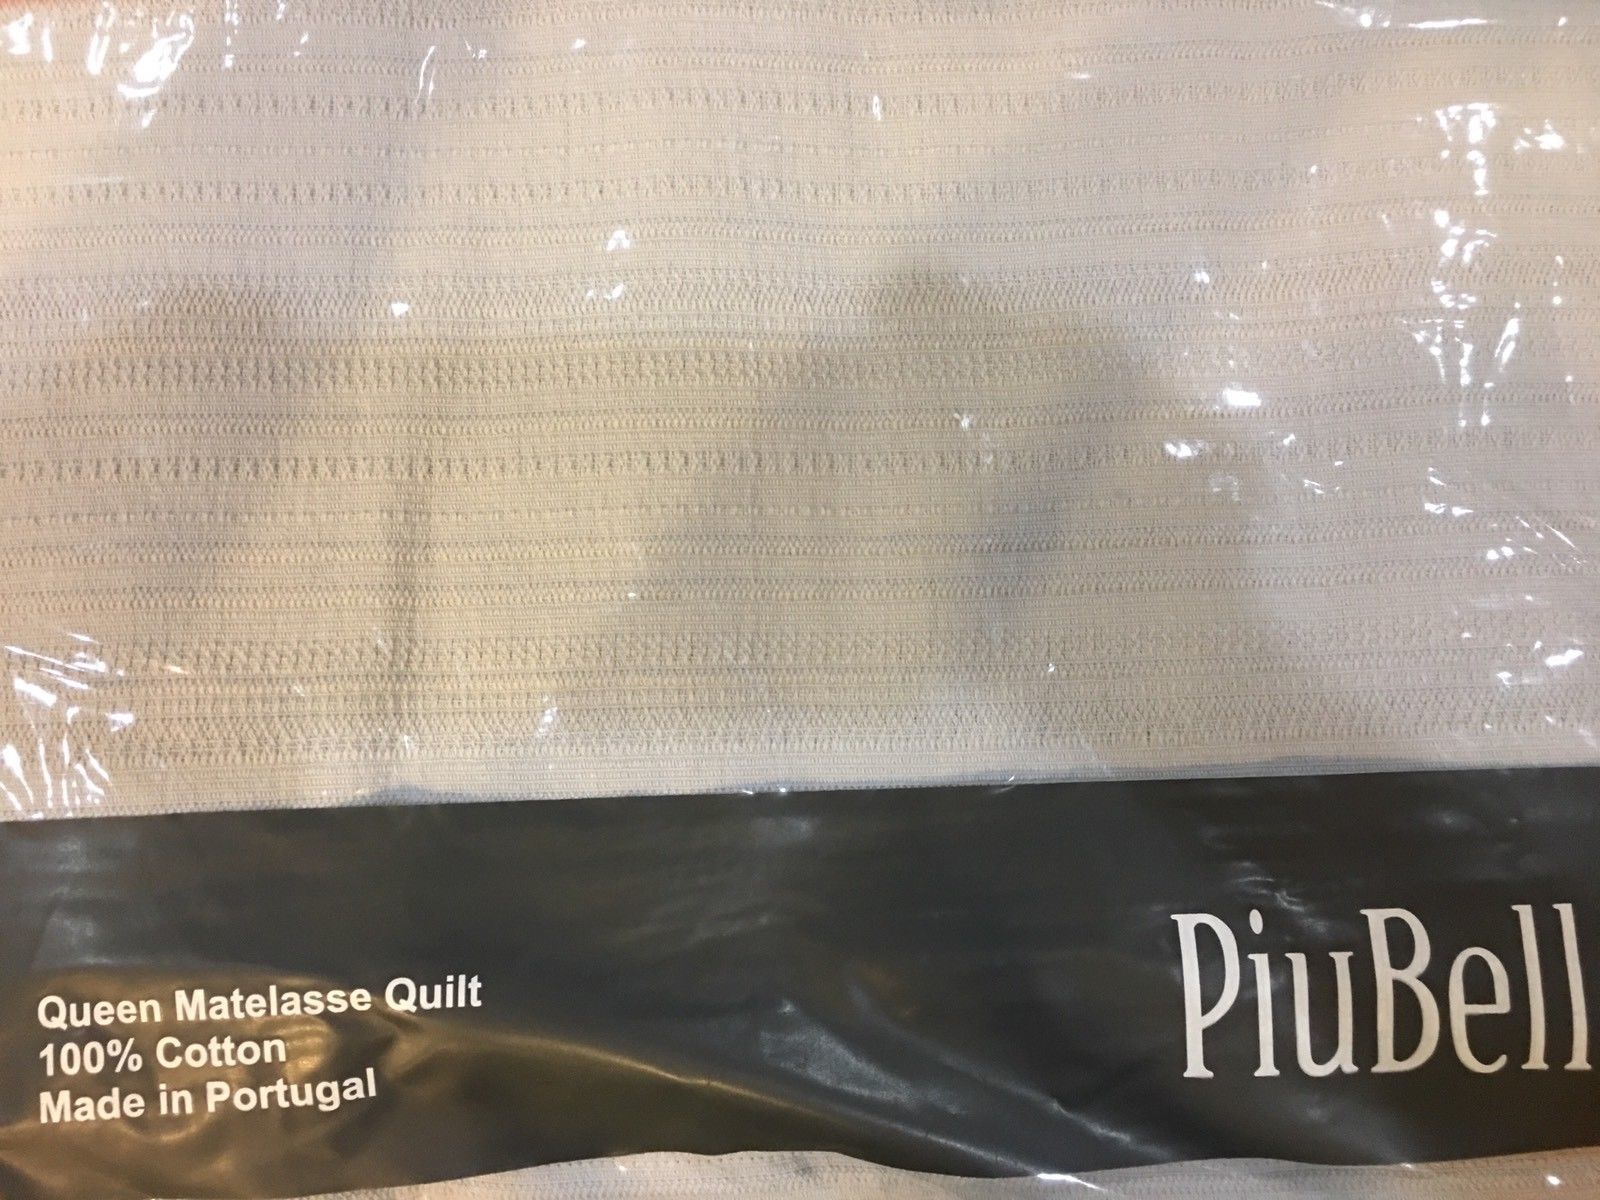 Queen Matelasse Quilt
100% Cotton
Made in Portugal
PiuBell